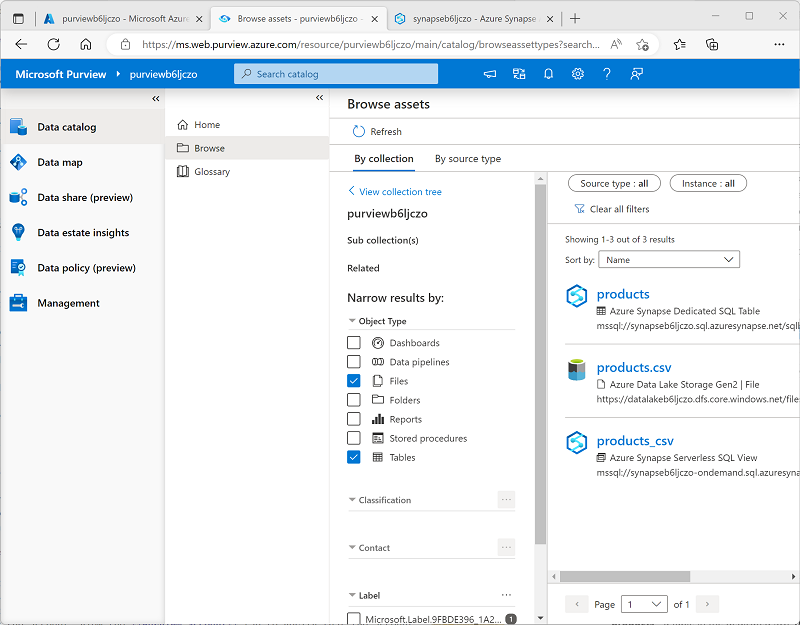 purviewb6ljczo - Microsoft Azure
Browse assets - purviewb6ljczo -
synapseb6ljczo - Azure Synapse
https://ms.web.purview.azure.com/resource/purviewb6ljczo/main/catalog/browseassettypes?search...
Microsoft Purview
purviewb6ljczo
Search catalog
Data catalog
Data map
Data share (preview)
Data estate insights
Data policy (preview)
Management
Home
Browse
Glossary
Browse assets
Refresh
By collection
By source type
View collection tree
purviewb6ljczo
Sub collection(s)
Related
Narrow results by:
Object Type
Dashboards
Data pipelines
Files
Folders
Reports
Stored procedures
Tables
Classification
Contact
Label
Microsoft.Label.9FBDE396_1A2... 1
Source type : all
Instance : all
Clear all filters
Showing 1-3 out of 3 results
Sort by: Name
products
Azure Synapse Dedicated SQL Table
mssql://synapseb6ljczo.sql.azuresynapse.net/sqlb
products.csv
Azure Data Lake Storage Gen2 | File
https://datalakeb6ljczo.dfs.core.windows.net/files
products_csv
Azure Synapse Serverless SQL View
mssql://synapseb6ljczo-ondemand.sql.azuresyna
Page 1 of 1